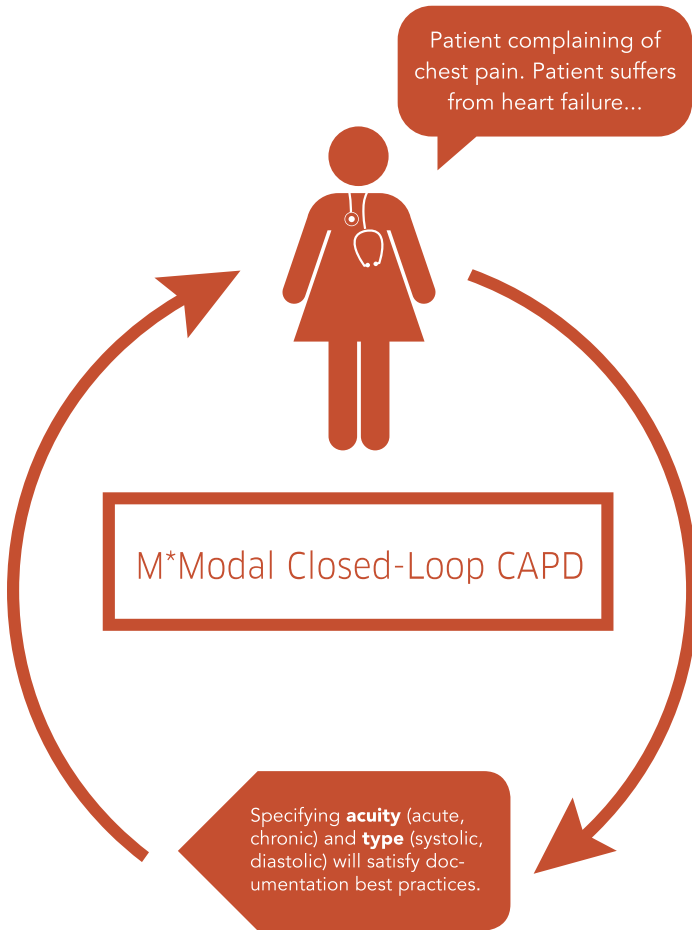 Patient complaining of
chest pain. Patient suffers
from heart failure...
M*Modal Closed-Loop CAPD
Specifying acuity (acute,
chronic) and type (systolic,
diastolic) will satisfy doc-
umentation best practices.